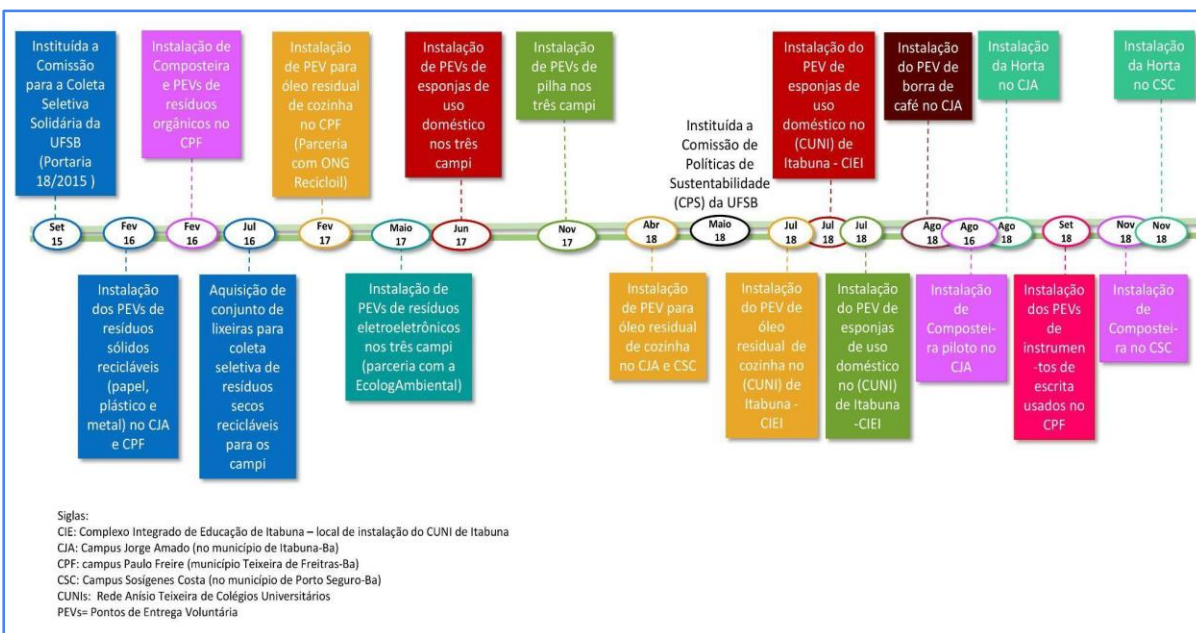 Instituída a
Comissão
para a Coleta
Seletiva
Solidária da
UFSB
(Portaria
18/2015 )
Instalação de
Composteira
e PEVs de
resíduos
orgânicos no
CPF
Instalação
de PEV para
óleo residual
de cozinha
no CPF
(Parceria
com ONG
Recicloil)
Instalação
de PEVs de
esponjas de
uso
doméstico
nos três
campi
Instalação
de PEVs de
pilha nos
três campi
Instituída a
Comissão de
Políticas de
Sustentabilidade
(CPS) da UFSB
Instalação do
PEV de
esponjas de
uso
doméstico no
(CUNI) de
Itabuna - CIEI
Instalação
do PEV de
borra de
café no CJA
Instalação
da Horta
no CJA
Instalação
da Horta
no CSC
Set
15
Fev
16
Fev
16
Jul
16
Fev
17
Maio
17
Jun
17
Nov
17
Abr
18
Maio
18
Jul
18
Jul
18
Jul
18
Ago
18
Ago
16
Ago
18
Set
18
Nov
18
Nov
18
Instalação
dos PEVs de
resíduos
sólidos
recicláveis
(papel,
plástico e
metal) no CJA
e CPF
Aquisição de
conjunto de
lixeiras para
coleta
seletiva de
resíduos
secos
recicláveis
para os
campi
Instalação de
PEVs de resíduos
eletroeletrônicos
nos três campi
(parceria com a
EcologAmbiental)
Instalação
de PEV para
óleo residual
de cozinha
no CJA e CSC
Instalação
do PEV de
óleo
residual de
cozinha no
(CUNI) de
Itabuna -
CIEI
Instalação
do PEV de
esponjas de
uso
doméstico
no (CUNI)
de Itabuna
-CIEI
Instalação
de
Compostei-
ra piloto no
CJA
Instalação
dos PEVs
de
instrumen
-tos de
escrita
usados no
CPF
Instalação
de
Compostei-
ra no CSC
Siglas:
CIE: Complexo Integrado de Educação de Itabuna – local de instalação do CUNI de Itabuna
CJA: Campus Jorge Amado (no município de Itabuna-Ba)
CPF: campus Paulo Freire (município Teixeira de Freitras-Ba)
CSC: Campus Sosígenes Costa (no município de Porto Seguro-Ba)
CUNIs: Rede Anísio Teixeira de Colégios Universitários
PEVs= Pontos de Entrega Voluntária